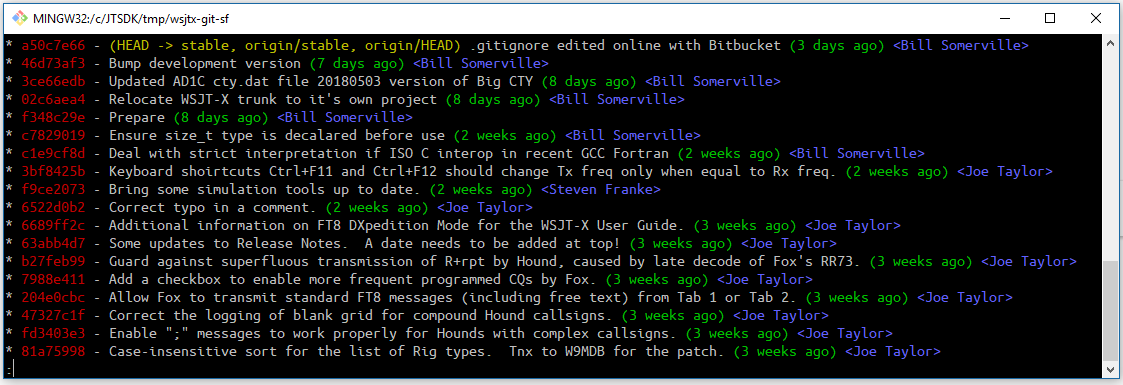 MINGW32:/c/JTSDK/tmp/wsjtx-git-sf
* a50c7e66 - (HEAD -> stable, origin/stable, origin/HEAD) .gitignore edited online with Bitbucket (3 days ago) <Bill Somerville>
* 46d73af3 - Bump development version (7 days ago) <Bill Somerville>
* 3ce66edb - Updated AD1C cty.dat file 20180503 version of Big CTY (8 days ago) <Bill Somerville>
* 02c6aea4 - Relocate WSJT-X trunk to it's own project (8 days ago) <Bill Somerville>
* f348c29e - Prepare (8 days ago) <Bill Somerville>
* c7829019 - Ensure size_t type is decalared before use (2 weeks ago) <Bill Somerville>
* c1e9cf8d - Deal with strict interpretation if ISO C interop in recent GCC Fortran (2 weeks ago) <Bill Somerville>
* 3bf8425b - Keyboard shoirtcuts Ctrl+F11 and Ctrl+F12 should change Tx freq only when equal to Rx freq. (2 weeks ago) <Joe Taylor>
* f9ce2073 - Bring some simulation tools up to date. (2 weeks ago) <Steven Franke>
* 6522d0b2 - Correct typo in a comment. (2 weeks ago) <Joe Taylor>
* 6689ff2c - Additional information on FT8 DXpedition Mode for the WSJT-X User Guide. (3 weeks ago) <Joe Taylor>
* 63abb4d7 - Some updates to Release Notes.  A date needs to be added at top! (3 weeks ago) <Joe Taylor>
* b27feb99 - Guard against superfluous transmission of R+rpt by Hound, caused by late decode of Fox's RR73. (3 weeks ago) <Joe Taylor>
* 7988e411 - Add a checkbox to enable more frequent programmed CQs by Fox. (3 weeks ago) <Joe Taylor>
* 204e0cbc - Allow Fox to transmit standard FT8 messages (including free text) from Tab 1 or Tab 2. (3 weeks ago) <Joe Taylor>
* 47327c1f - Correct the logging of blank grid for compound Hound callsigns. (3 weeks ago) <Joe Taylor>
* fd3403e3 - Enable ";" messages to work properly for Hounds with complex callsigns. (3 weeks ago) <Joe Taylor>
* 81a75998 - Case-insensitive sort for the list of Rig types.  Tnx to W9MDB for the patch. (3 weeks ago) <Joe Taylor>
: